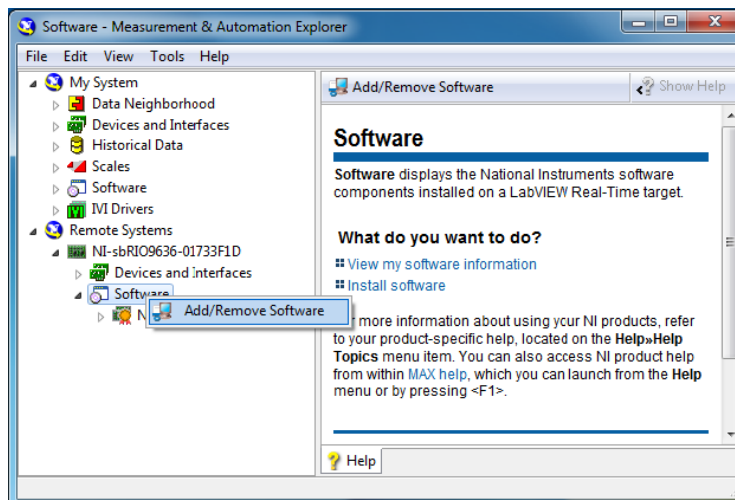 Software - Measurement & Automation Explorer
File Edit View Tools Help
My System
Data Neighborhood
Devices and Interfaces
Historical Data
Scales
Software
IVI Drivers
Remote Systems
NI-sbRIO9636-01733F1D
Devices and Interfaces
Software
N
Add/Remove Software
Add/Remove Software
Show Help
Software
Software displays the National Instruments software
components installed on a LabVIEW Real-Time target.
What do you want to do?
View my software information
Install software
more information about using your NI products, refer
to your product-specific help, located on the Help»Help
Topics menu item. You can also access NI product help
from within MAX help, which you can launch from the Help
menu or by pressing <F1>.
Help